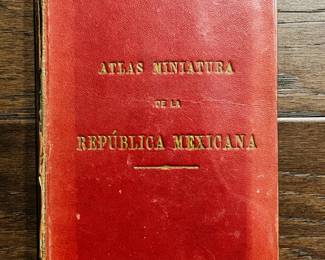 ATLAS MINIATURA
DE LA
REPÚBLICA MEXICANA